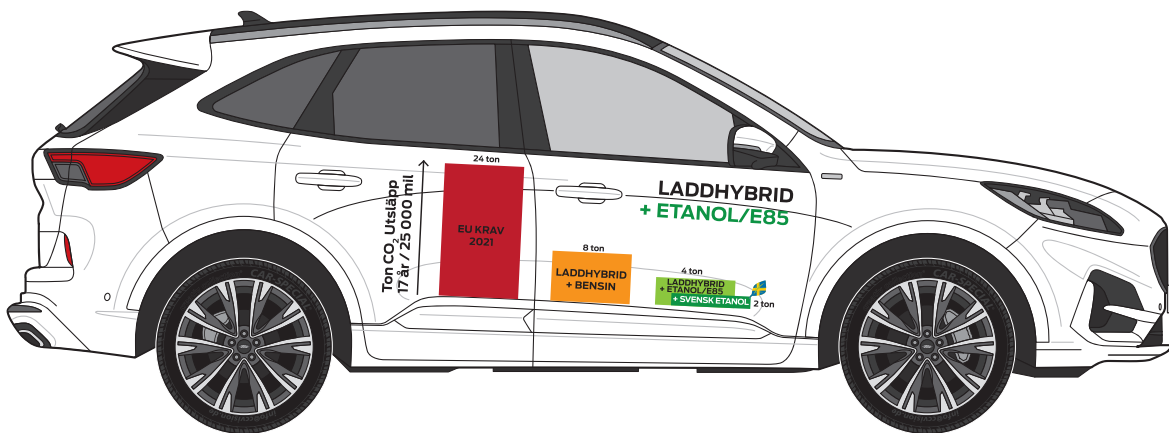 Ton CO₂ Utsläpp
17 år / 25 000 mil
24 ton
EU KRAV
2021
8 ton
LADDHYBRID
+ BENSIN
LADDHYBRID
+ ETANOL/E85
4 ton
LADDHYBRID
+ ETANOL/E85
+ SVENSK ETANOL
2 ton